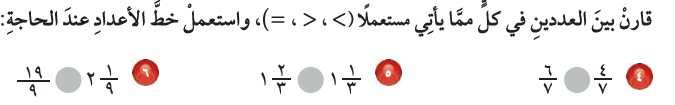 قارنْ بينَ العددينِ في كلٍّ ممَّا يأتِي مستعملًا (< ، > ، =)، واستعملْ خطَّ الأعدادِ عندَ الحاجةِ:
٤ ٤/٧ ٦/٧ ٥ ١ ١/٣ ١ ٢/٣ ٦ ٢ ١/٩ ١٩/٩